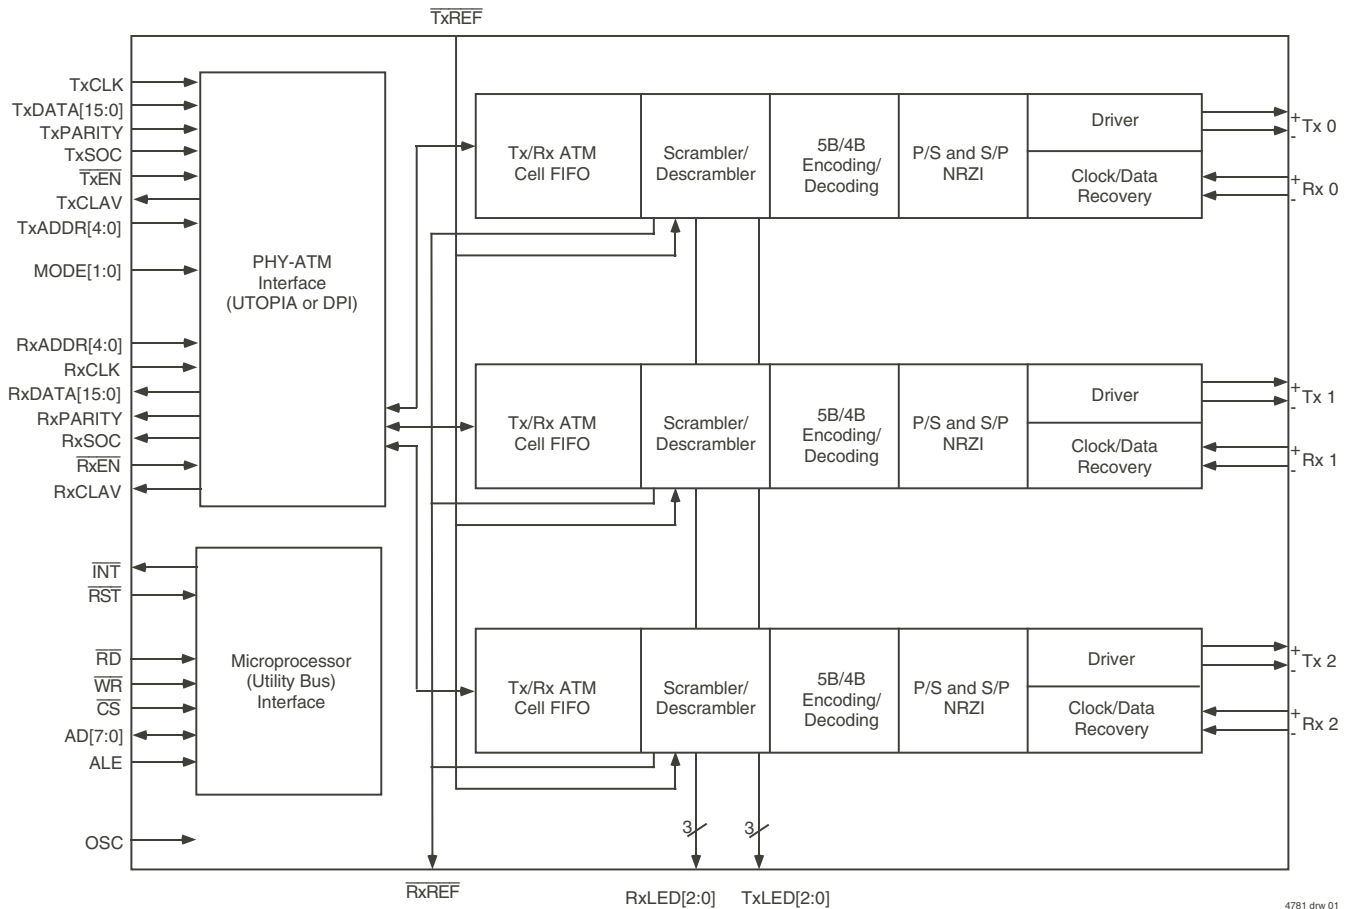 TxREF
TxCLK
TxDATA[15:0]
TxPARITY
TxSOC
TxEN
TxCLAV
TxADDR[4:0]
MODE[1:0]
RxADDR[4:0]
RxCLK
RxDATA[15:0]
RxPARITY
RxSOC
RxEN
RxCLAV
PHY-ATM
Interface
(UTOPIA or DPI)
INT
RST
RD
WR
CS
AD[7:0]
ALE
OSC
Microprocessor
(Utility Bus)
Interface
Tx/Rx ATM
Cell FIFO
Scrambler/
Descrambler
5B/4B
Encoding/
Decoding
P/S and S/P
NRZI
Driver
Clock/Data
Recovery
+
-
Tx 0
+
-
Rx 0
Tx/Rx ATM
Cell FIFO
Scrambler/
Descrambler
5B/4B
Encoding/
Decoding
P/S and S/P
NRZI
Driver
Clock/Data
Recovery
+
-
Tx 1
+
-
Rx 1
Tx/Rx ATM
Cell FIFO
Scrambler/
Descrambler
5B/4B
Encoding/
Decoding
P/S and S/P
NRZI
Driver
Clock/Data
Recovery
+
-
Tx 2
+
-
Rx 2
3
3
RxREF
RxLED[2:0]
TxLED[2:0]
4781 drw 01